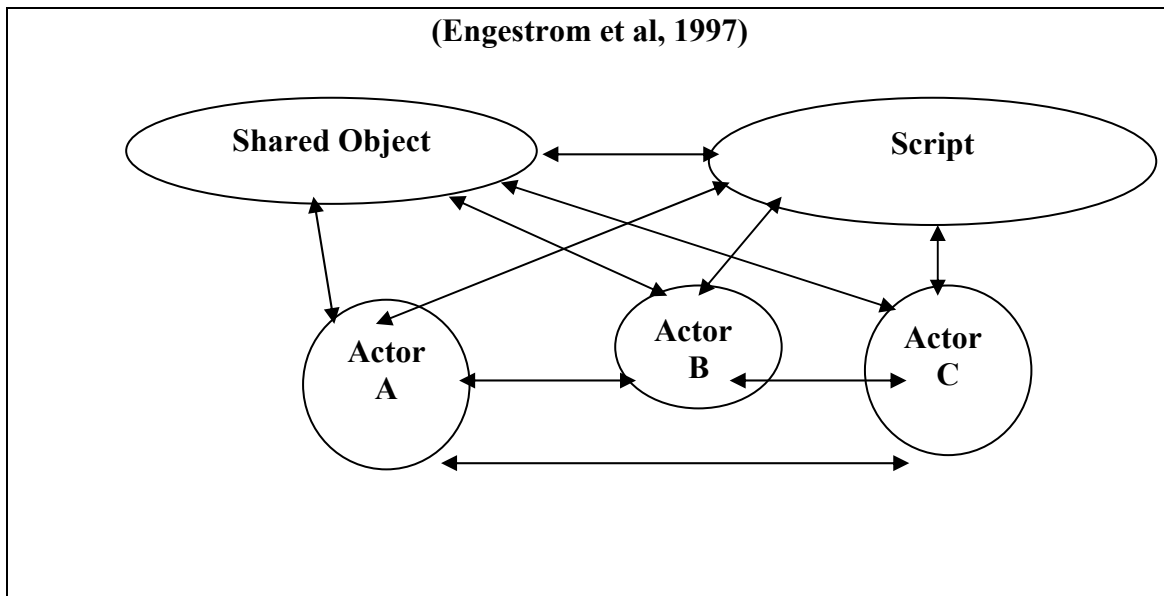 (Engestrom et al, 1997)
Shared Object
Script
Actor
A
Actor
B
Actor
C